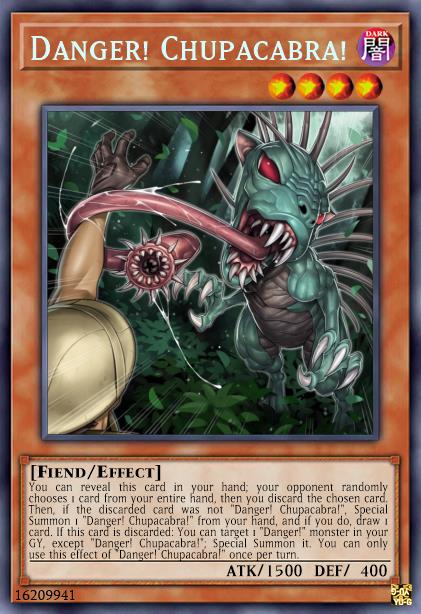 DANGER! CHUPACABRA!
DARK
闇
[FIEND/EFFECT]
You can reveal this card in your hand; your opponent randomly
chooses 1 card from your entire hand, then you discard the chosen card.
Then, if the discarded card was not "Danger! Chupacabra!", Special
Summon 1 "Danger! Chupacabra!" from your hand, and if you do, draw 1
card. If this card is discarded: You can target 1 "Danger!" monster in
your GY, except "Danger! Chupacabra!"; Special Summon it. You can only
use this effect of "Danger! Chupacabra!" once per turn.
ATK/1500 DEF/ 400
16209941